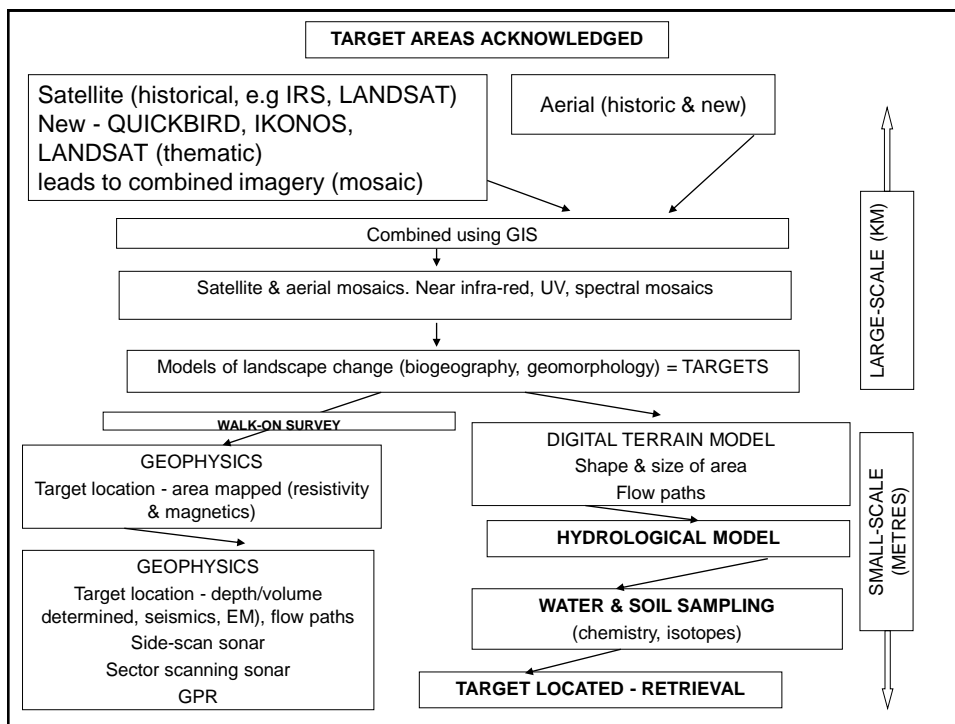 TARGET AREAS ACKNOWLEDGED
Satellite (historical, e.g IRS, LANDSAT)
New - QUICKBIRD, IKONOS,
LANDSAT (thematic)
leads to combined imagery (mosaic)
Aerial (historic & new)
Combined using GIS
Satellite & aerial mosaics. Near infra-red, UV, spectral mosaics
Models of landscape change (biogeography, geomorphology) = TARGETS
WALK-ON SURVEY
GEOPHYSICS
Target location - area mapped (resistivity
& magnetics)
GEOPHYSICS
Target location - depth/volume
determined, seismics, EM), flow paths
Side-scan sonar
Sector scanning sonar
GPR
DIGITAL TERRAIN MODEL
Shape & size of area
Flow paths
HYDROLOGICAL MODEL
WATER & SOIL SAMPLING
(chemistry, isotopes)
TARGET LOCATED - RETRIEVAL
LARGE-SCALE (KM)
SMALL-SCALE
(METRES)